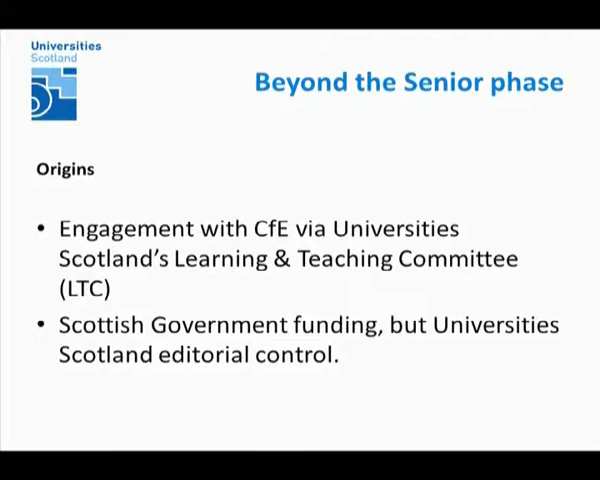 Universities
Scotland
Beyond the Senior phase
Origins
• Engagement with CfE via Universities
Scotland's Learning & Teaching Committee
(LTC)
• Scottish Government funding, but Universities
Scotland editorial control.